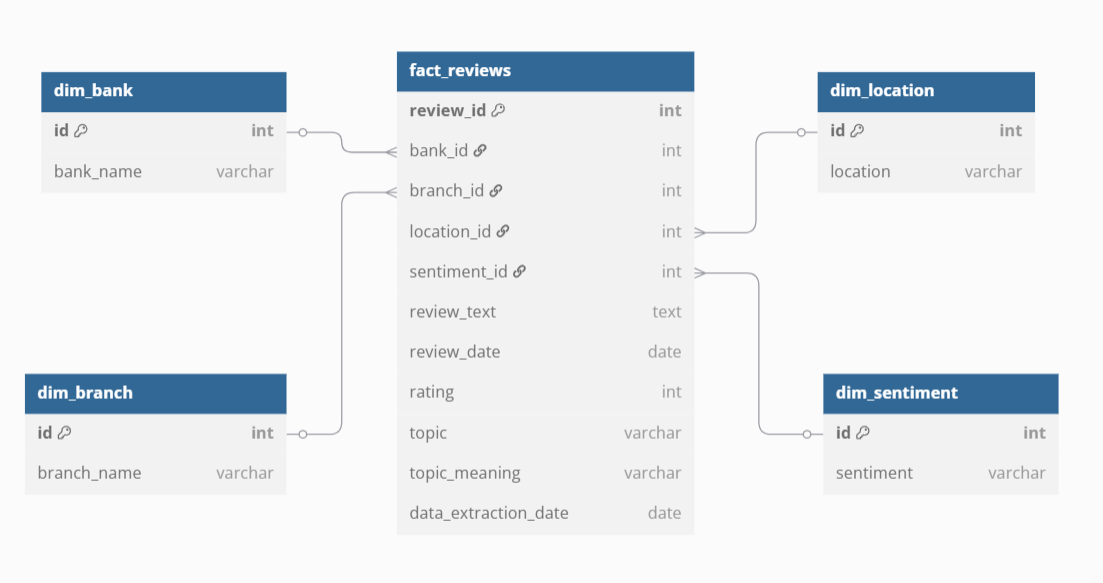 dim_bank
id int
bank_name varchar
dim_branch
id int
branch_name varchar
fact_reviews
review_id int
bank_id int
branch_id int
location_id int
sentiment_id int
review_text text
review_date date
rating int
topic varchar
topic_meaning varchar
data_extraction_date date
dim_location
id int
location varchar
dim_sentiment
id int
sentiment varchar